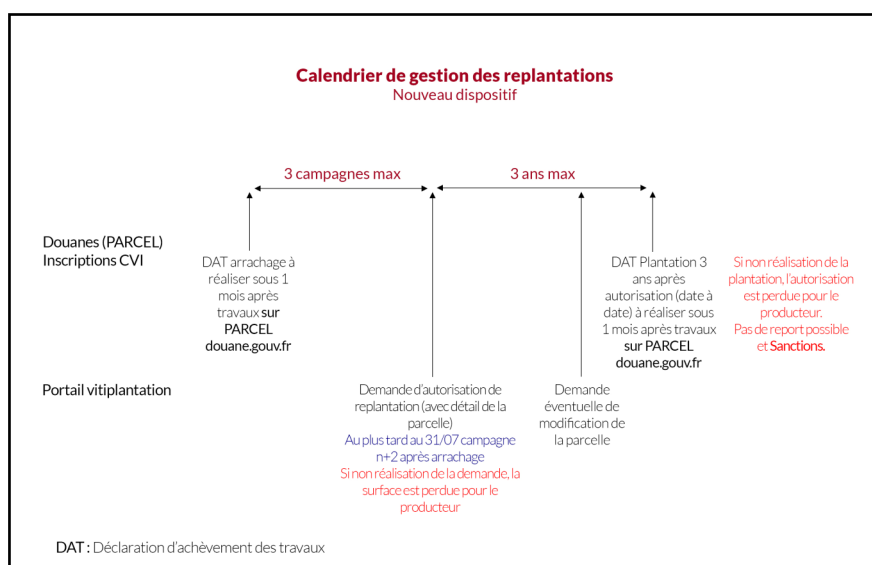 Calendrier de gestion des replantations
Nouveau dispositif
3 campagnes max
3 ans max
Douanes (PARCEL)
Inscriptions CVI
DAT arrachage à
réaliser sous 1
mois après
travaux sur
PARCEL
douane.gouv.fr
DAT Plantation 3
ans après
autorisation (date à
date) à réaliser sous
1 mois après travaux
sur PARCEL
douane.gouv.fr
Si non réalisation de la
plantation, l'autorisation
est perdue pour le
producteur.
Pas de report possible
et Sanctions.
Portail vitiplantation
Demande d'autorisation de
replantation (avec détail de la
parcelle)
Au plus tard au 31/07 campagne
n+2 après arrachage
Si non réalisation de la demande, la
surface est perdue pour le
producteur
Demande
éventuelle de
modification de
la parcelle
DAT : Déclaration d'achèvement des travaux